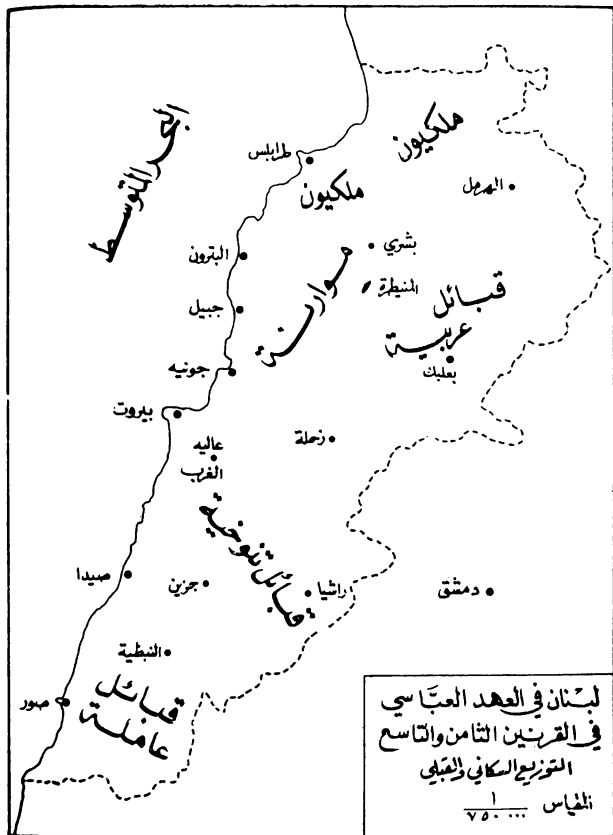 البحر المتوسط
ملكيون
طرابلس
الهرمل
ملكيون
بشري
البترون
موارنة
المنيطرة
قبائل
عربية
جبيل
بعلبك
جونيه
بيروت
زحلة
عاليه
الغرب
قبائل تنوخية
صيدا
جزين
راشيا
دمشق
النبطية
قبائل
عاملة
صور
لبنان في العهد العبَّاسي
في القرنين الثامن والتاسع
التوزيع السكاني والقبلي
المقياس ١/٧٥٠٠٠٠